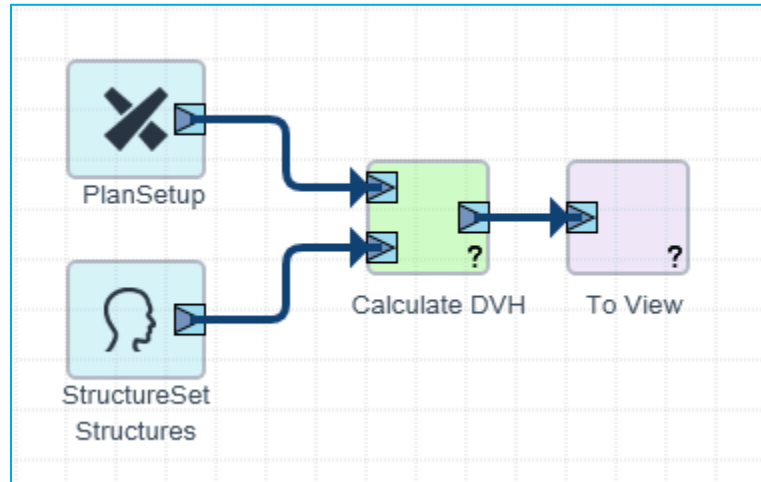 PlanSetup
?
?
Calculate DVH
To View
StructureSet
Structures